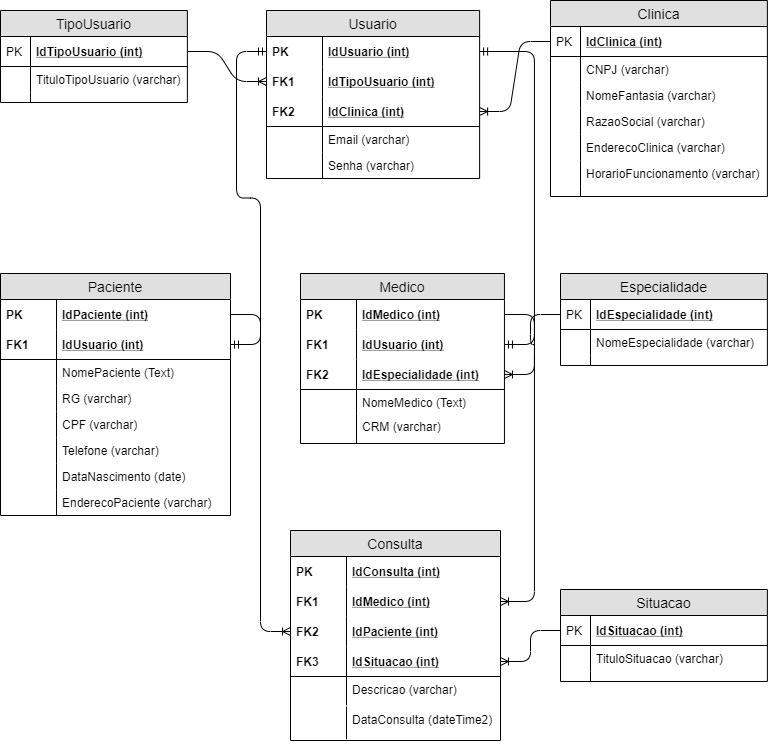 TipoUsuario
PK IdTipoUsuario (int)
TituloTipoUsuario (varchar)
Usuario
PK IdUsuario (int)
FK1 IdTipoUsuario (int)
FK2 IdClinica (int)
Email (varchar)
Senha (varchar)
Clinica
PK IdClinica (int)
CNPJ (varchar)
NomeFantasia (varchar)
RazaoSocial (varchar)
EnderecoClinica (varchar)
HorarioFuncionamento (varchar)
Paciente
PK IdPaciente (int)
FK1 IdUsuario (int)
NomePaciente (Text)
RG (varchar)
CPF (varchar)
Telefone (varchar)
DataNascimento (date)
EnderecoPaciente (varchar)
Medico
PK IdMedico (int)
FK1 IdUsuario (int)
FK2 IdEspecialidade (int)
NomeMedico (Text)
CRM (varchar)
Especialidade
PK IdEspecialidade (int)
NomeEspecialidade (varchar)
Consulta
PK IdConsulta (int)
FK1 IdMedico (int)
FK2 IdPaciente (int)
FK3 IdSituacao (int)
Descricao (varchar)
DataConsulta (dateTime2)
Situacao
PK IdSituacao (int)
TituloSituacao (varchar)